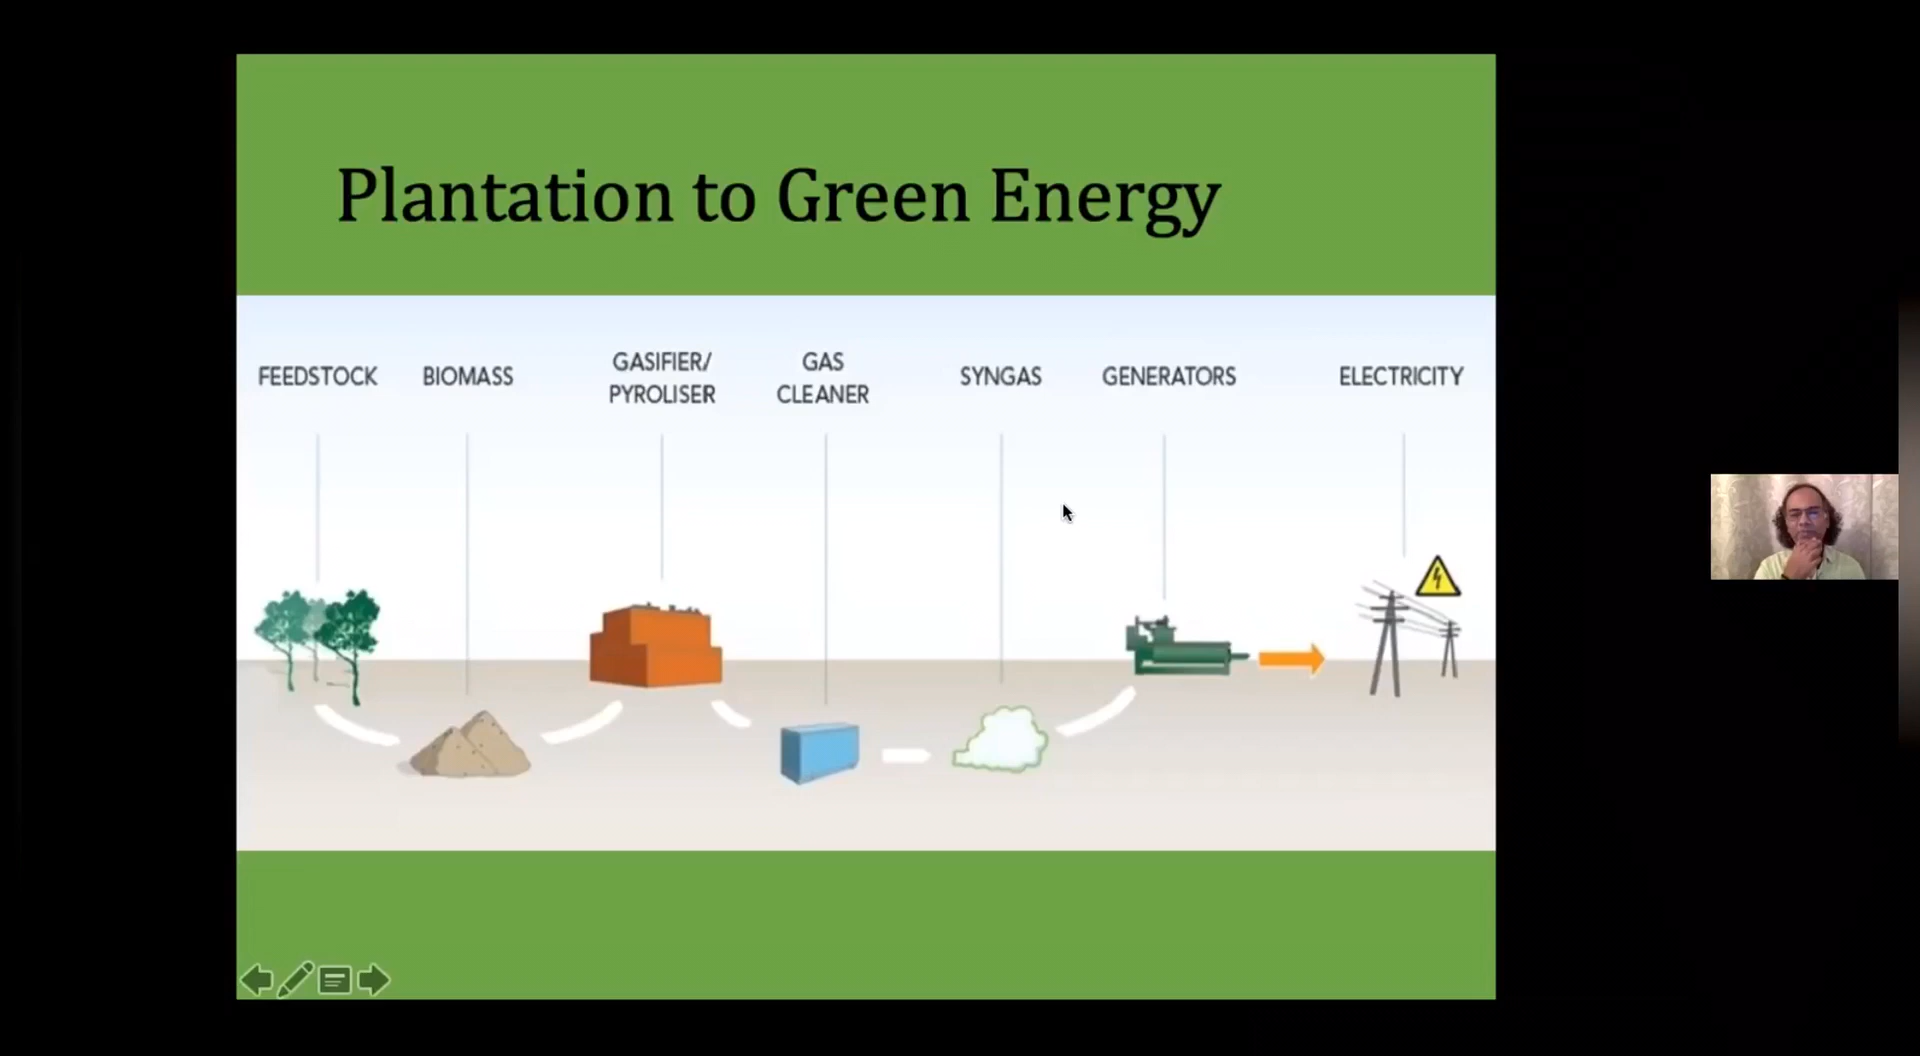 Plantation to Green Energy
FEEDSTOCK
BIOMASS
GASIFIER/
PYROLISER
GAS
CLEANER
SYNGAS
GENERATORS
ELECTRICITY